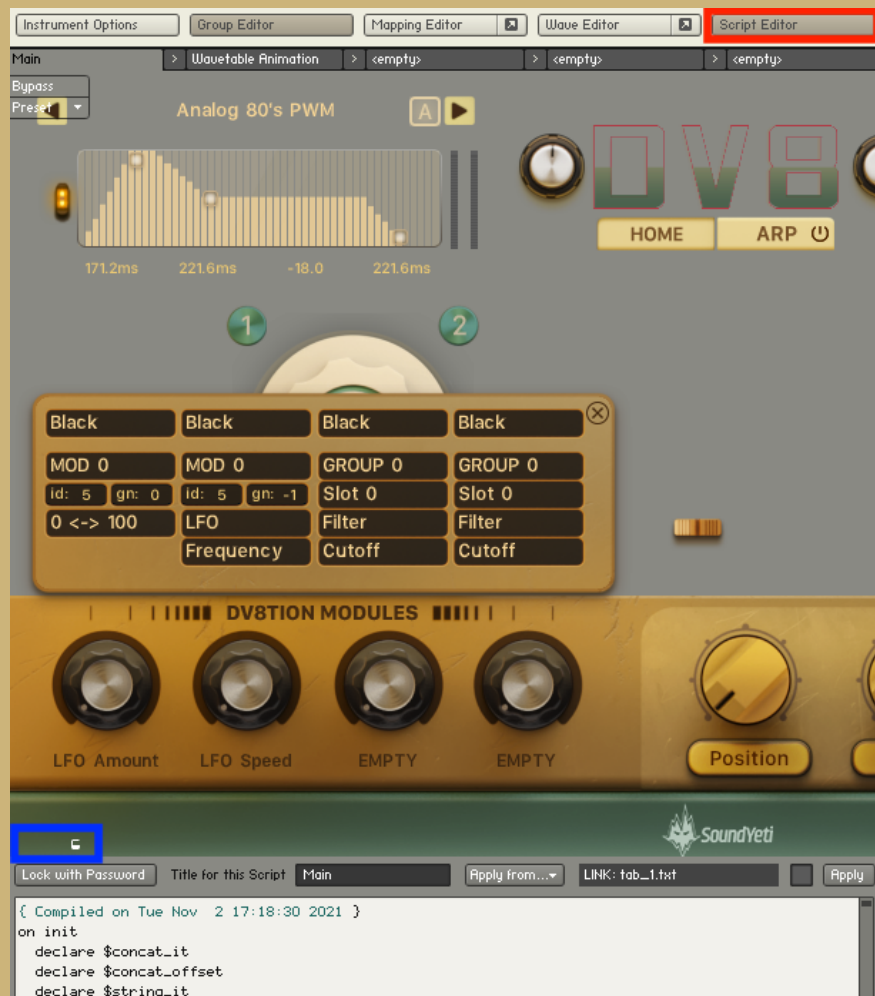 Instrument Options Group Editor Mapping Editor Wave Editor Script Editor
Main > Wavetable Animation > <empty> > <empty> > <empty>
Bypass
Preset
Analog 80's PWM A
DV8
HOME ARP
171.2ms 221.6ms -18.0 221.6ms
1 2
Black Black Black Black
MOD 0 MOD 0 GROUP 0 GROUP 0
id: 5 gn: 0 id: 5 gn: -1 Slot 0 Slot 0
0 <-> 100 LFO Filter Filter
Frequency Cutoff Cutoff
DV8TION MODULES
LFO Amount LFO Speed EMPTY EMPTY
Position
SoundYeti
Lock with Password Title for this Script Main Apply from... LINK: tab_1.txt Apply
{ Compiled on Tue Nov 2 17:18:30 2021 }
on init
declare $concat_it
declare $concat_offset
declare $string_it